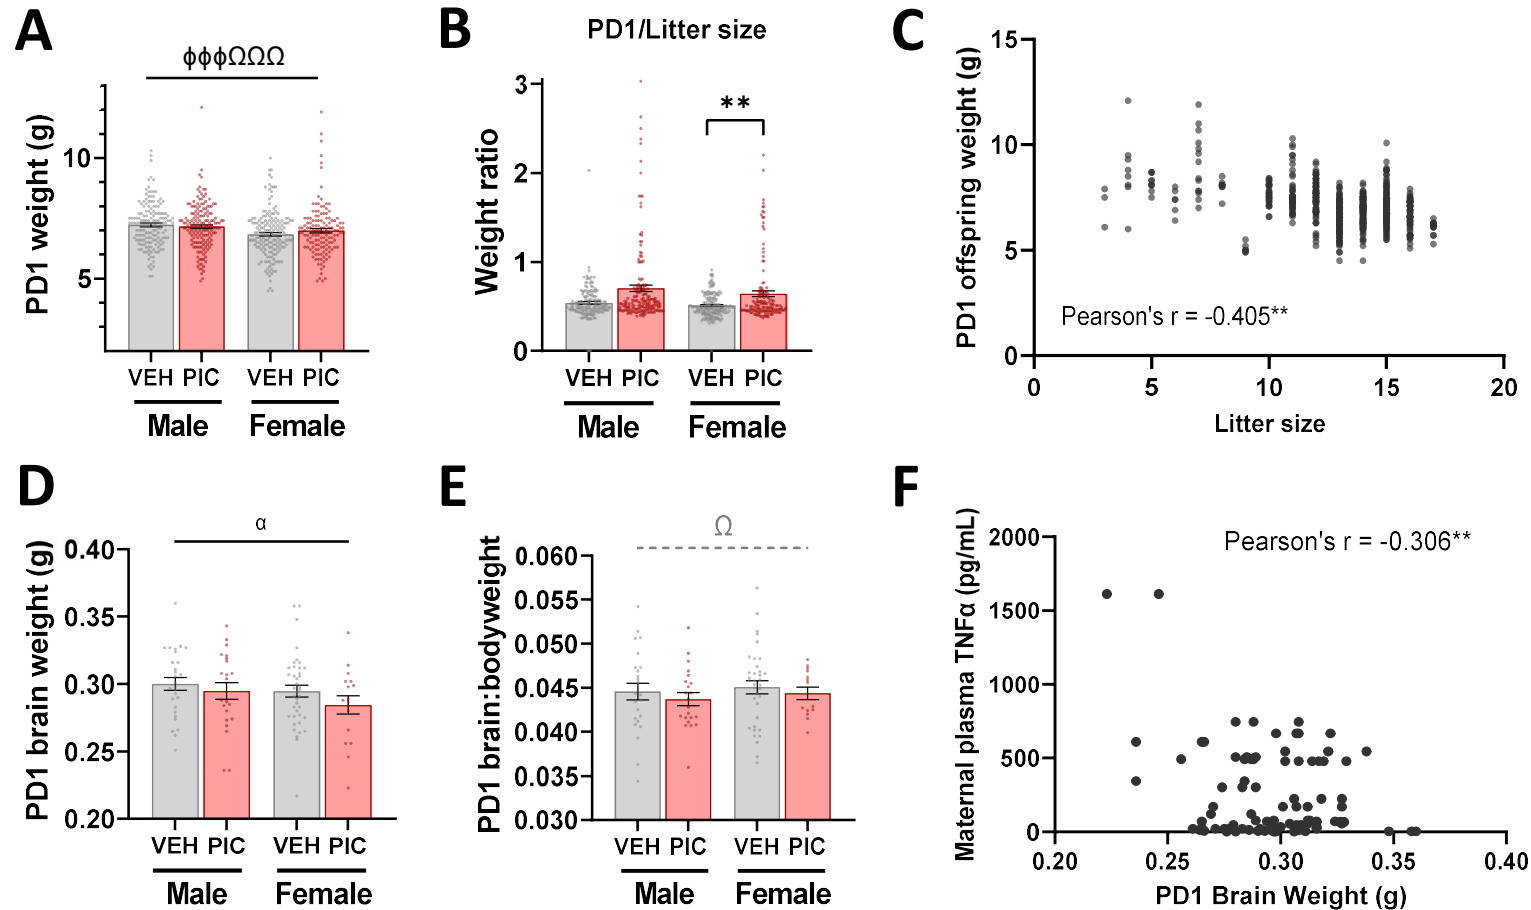 A
ϕϕϕΩΩΩ
PD1 weight (g)
10
5
VEH PIC VEH PIC
Male Female
B
PD1/Litter size
**
Weight ratio
3
2
1
0
VEH PIC VEH PIC
Male Female
C
PD1 offspring weight (g)
15
10
5
0
Pearson's r = -0.405**
0 5 10 15 20
Litter size
D
α
PD1 brain weight (g)
0.40
0.35
0.30
0.25
0.20
VEH PIC VEH PIC
Male Female
E
Ω
PD1 brain:bodyweight
0.060
0.055
0.050
0.045
0.040
0.035
0.030
VEH PIC VEH PIC
Male Female
F
Maternal plasma TNFα (pg/mL)
2000
1500
1000
500
0
Pearson's r = -0.306**
0.20 0.25 0.30 0.35 0.40
PD1 Brain Weight (g)